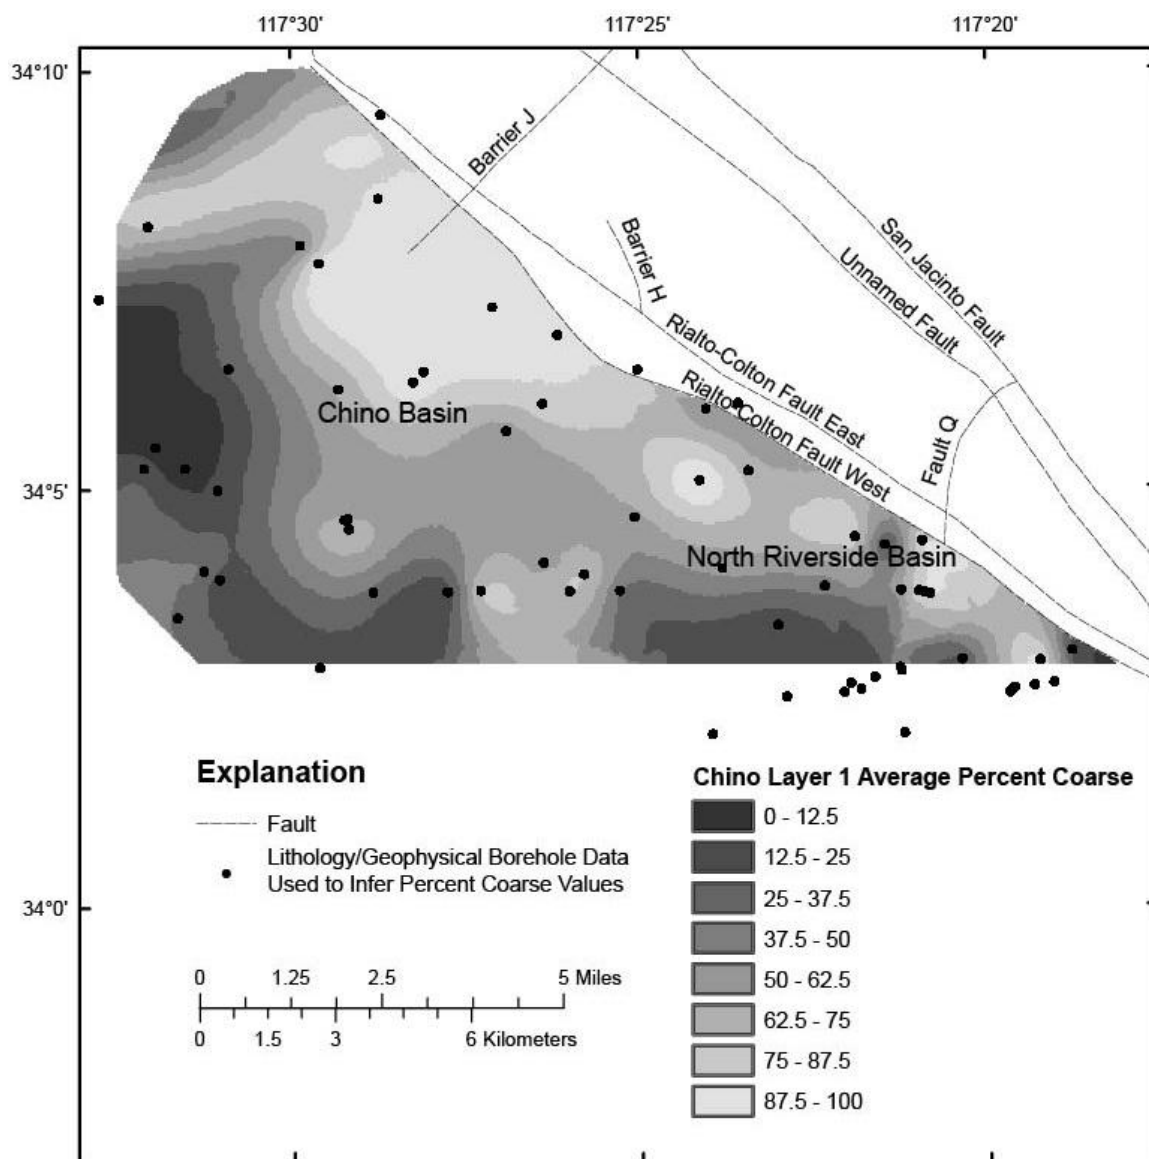 117°30' 117°25' 117°20'
34°10'
Barrier J
Barrier H
San Jacinto Fault
Unnamed Fault
Rialto-Colton Fault East
Rialto Colton Fault West
Fault Q
Chino Basin
34°5'
North Riverside Basin
Explanation
Fault
Lithology/Geophysical Borehole Data
Used to Infer Percent Coarse Values
Chino Layer 1 Average Percent Coarse
0 - 12.5
12.5 - 25
25 - 37.5
37.5 - 50
50 - 62.5
62.5 - 75
75 - 87.5
87.5 - 100
34°0'
0 1.25 2.5 5 Miles
0 1.5 3 6 Kilometers